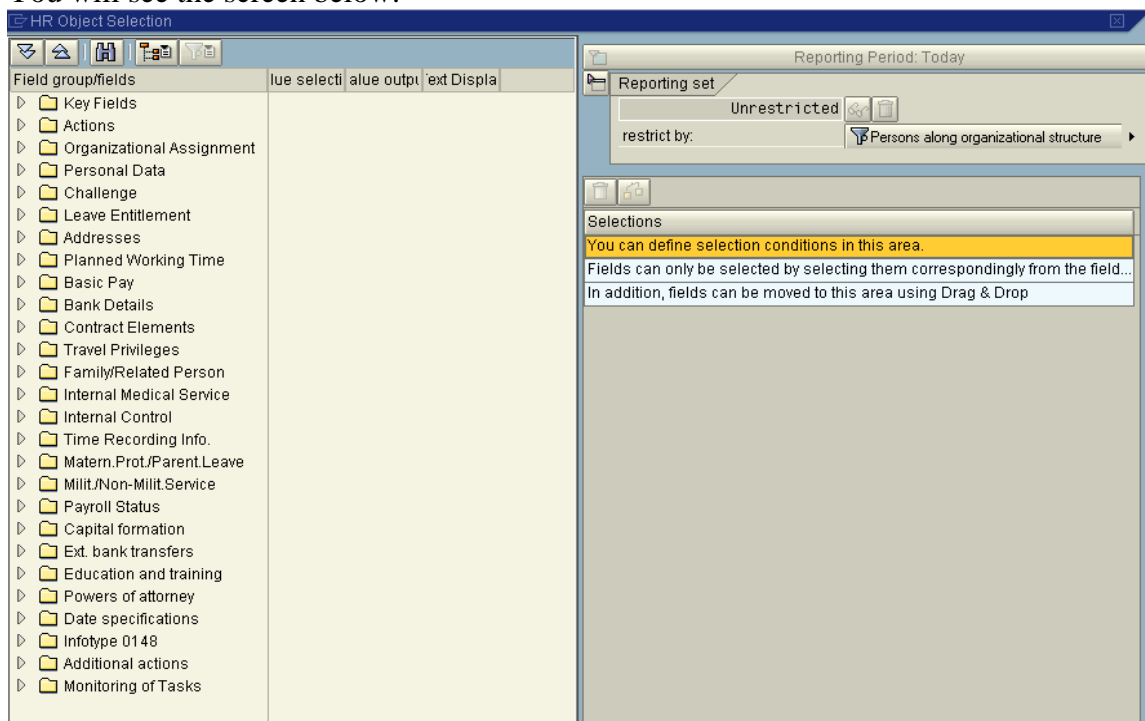 You will see the screen below.
HR Object Selection
Field group/fields lue selecti alue outpu ext Displa
Key Fields
Actions
Organizational Assignment
Personal Data
Challenge
Leave Entitlement
Addresses
Planned Working Time
Basic Pay
Bank Details
Contract Elements
Travel Privileges
Family/Related Person
Internal Medical Service
Internal Control
Time Recording Info.
Matern.Prot./Parent.Leave
Milit./Non-Milit.Service
Payroll Status
Capital formation
Ext. bank transfers
Education and training
Powers of attorney
Date specifications
Infotype 0148
Additional actions
Monitoring of Tasks
Reporting Period: Today
Reporting set
Unrestricted
restrict by: Persons along organizational structure
Selections
You can define selection conditions in this area.
Fields can only be selected by selecting them correspondingly from the field...
In addition, fields can be moved to this area using Drag & Drop